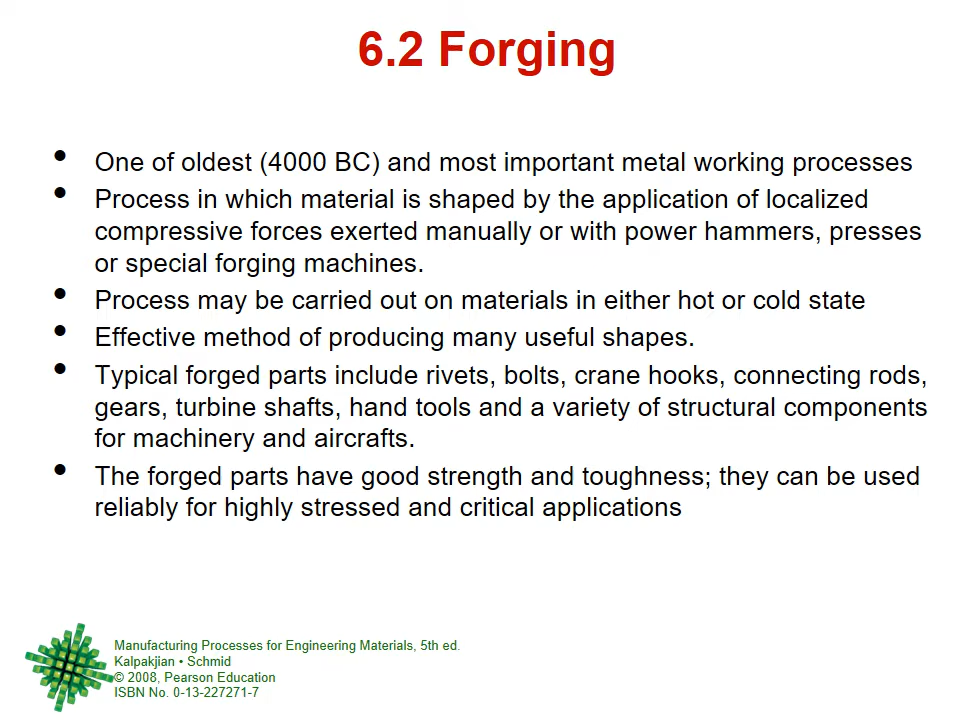 6.2 Forging
• One of oldest (4000 BC) and most important metal working processes
• Process in which material is shaped by the application of localized
compressive forces exerted manually or with power hammers, presses
or special forging machines.
• Process may be carried out on materials in either hot or cold state
• Effective method of producing many useful shapes.
• Typical forged parts include rivets, bolts, crane hooks, connecting rods,
gears, turbine shafts, hand tools and a variety of structural components
for machinery and aircrafts.
• The forged parts have good strength and toughness; they can be used
reliably for highly stressed and critical applications
Manufacturing Processes for Engineering Materials, 5th ed.
Kalpakjian • Schmid
© 2008, Pearson Education
ISBN No. 0-13-227271-7